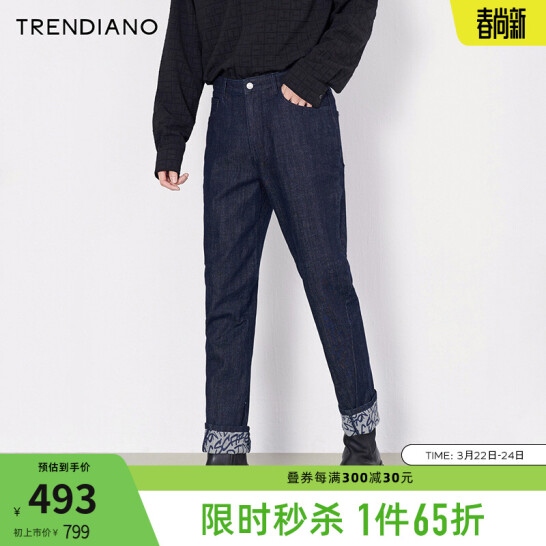 TRENDIANO
春尚新
TIME: 3月22日-24日
预估到手价
¥493
初上市价¥799
叠券每满300减30元
限时秒杀 1件65折